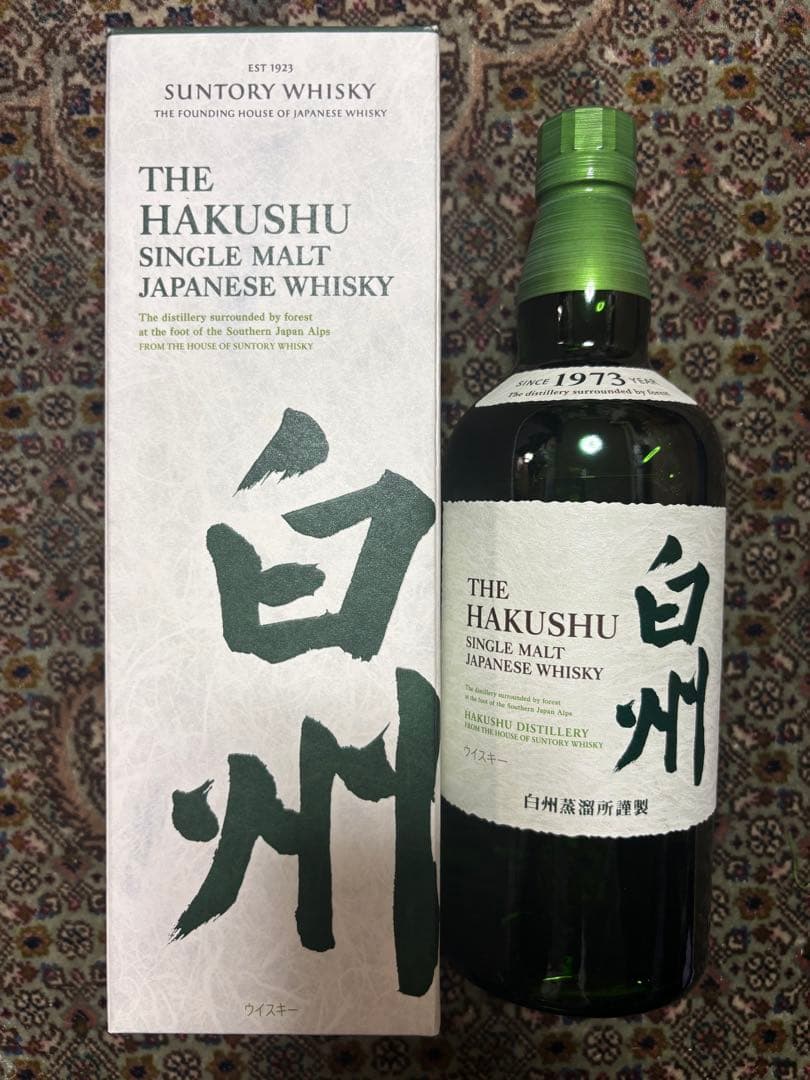 EST 1923
SUNTORY WHISKY
THE FOUNDING HOUSE OF JAPANESE WHISKY
THE
HAKUSHU
SINGLE MALT
JAPANESE WHISKY
The distillery surrounded by forest
at the foot of the Southern Japan Alps
FROM THE HOUSE OF SUNTORY WHISKY
白州
ウイスキー
SINCE 1973 YEAR
The distillery surrounded by forest
THE
HAKUSHU
SINGLE MALT
JAPANESE WHISKY
The distillery surrounded by forest
at the foot of the Southern Japan Alps
HAKUSHU DISTILLERY
FROM THE HOUSE OF SUNTORY WHISKY
ウイスキー
白州
白州蒸溜所謹製